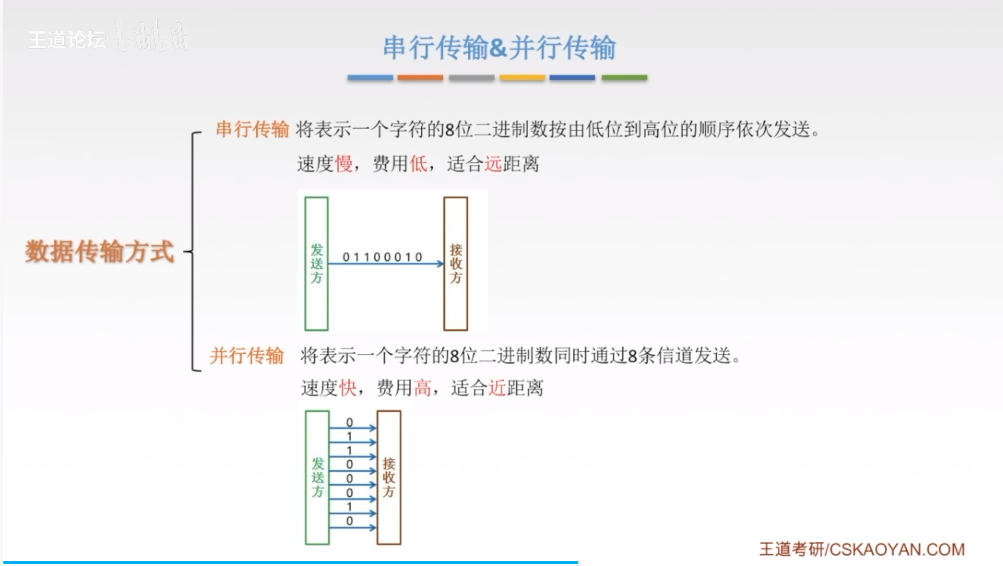 王道论坛
串行传输&并行传输
串行传输 将表示一个字符的8位二进制数按由低位到高位的顺序依次发送。
速度慢，费用低，适合远距离
发送方
01100010
接收方
数据传输方式
并行传输 将表示一个字符的8位二进制数同时通过8条信道发送。
速度快，费用高，适合近距离
发送方
0
1
1
0
0
0
1
0
接收方
王道考研/CSKAOYAN.COM